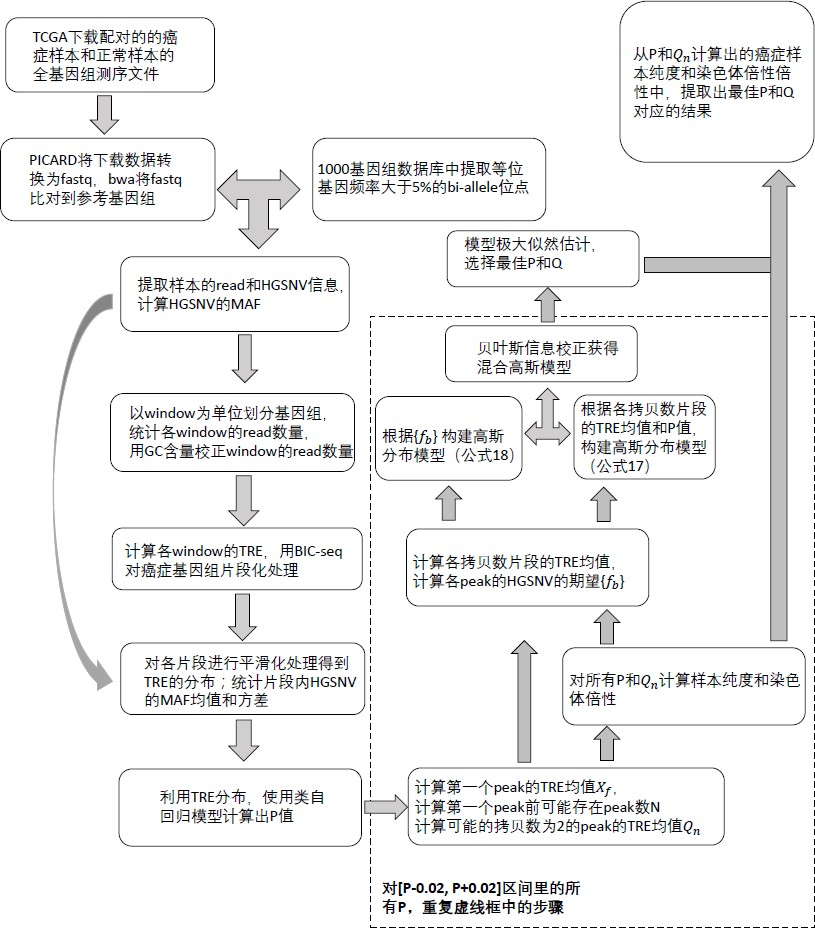 TCGA下载配对的的癌
症样本和正常样本的
全基因组测序文件
PICARD将下载数据转
换为fastq，bwa将fastq
比对到参考基因组
1000基因组数据库中提取等位
基因频率大于5%的bi-allele位点
提取样本的read和HGSNV信息，
计算HGSNV的MAF
以window为单位划分基因组，
统计各window的read数量，
用GC含量校正window的read数量
计算各window的TRE，用BIC-seq
对癌症基因组片段化处理
对各片段进行平滑化处理得到
TRE的分布；统计片段内HGSNV
的MAF均值和方差
利用TRE分布，使用类自
回归模型计算出P值
计算第一个peak的TRE均值X_f，
计算第一个peak前可能存在peak数N
计算可能的拷贝数为2的peak的TRE均值Q_n
对所有P和Q_n计算样本纯度和染色
体倍性
计算各拷贝数片段的TRE均值，
计算各peak的HGSNV的期望{f_b}
根据{f_b} 构建高斯
分布模型（公式18）
根据各拷贝数片段
的TRE均值和P值，
构建高斯分布模型
（公式17）
贝叶斯信息校正获得
混合高斯模型
模型极大似然估计，
选择最佳P和Q
从P和Q_n计算出的癌症样
本纯度和染色体倍性倍
性中，提取出最佳P和Q
对应的结果
对[P-0.02, P+0.02]区间里的所
有P，重复虚线框中的步骤